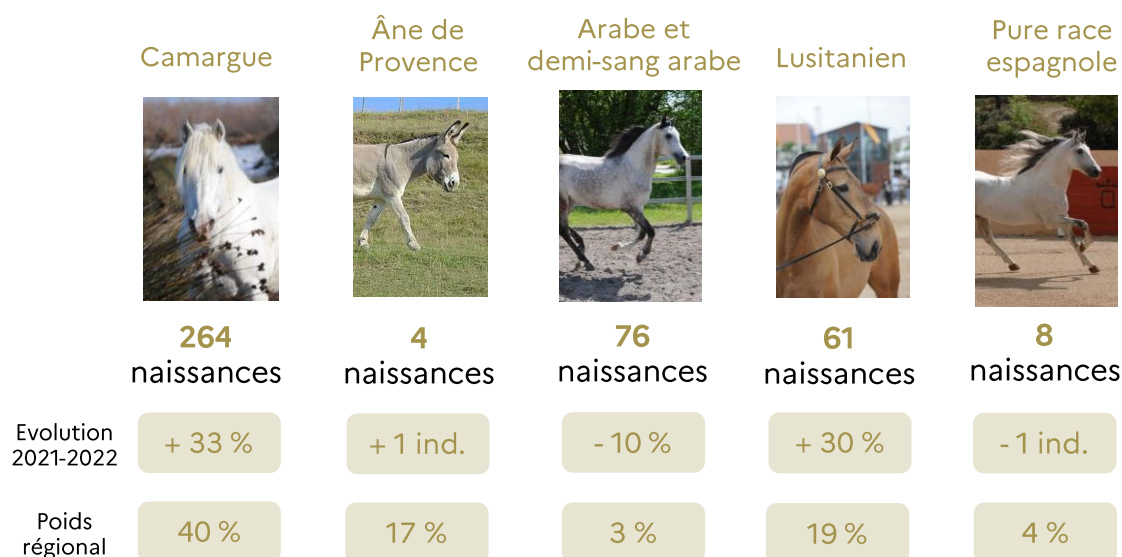 Camargue
Âne de
Provence
Arabe et
demi-sang arabe
Lusitanien
Pure race
espagnole
264
naissances
4
naissances
76
naissances
61
naissances
8
naissances
Evolution
2021-2022
+ 33 %
+ 1 ind.
- 10 %
+ 30 %
- 1 ind.
Poids
régional
40 %
17 %
3 %
19 %
4 %